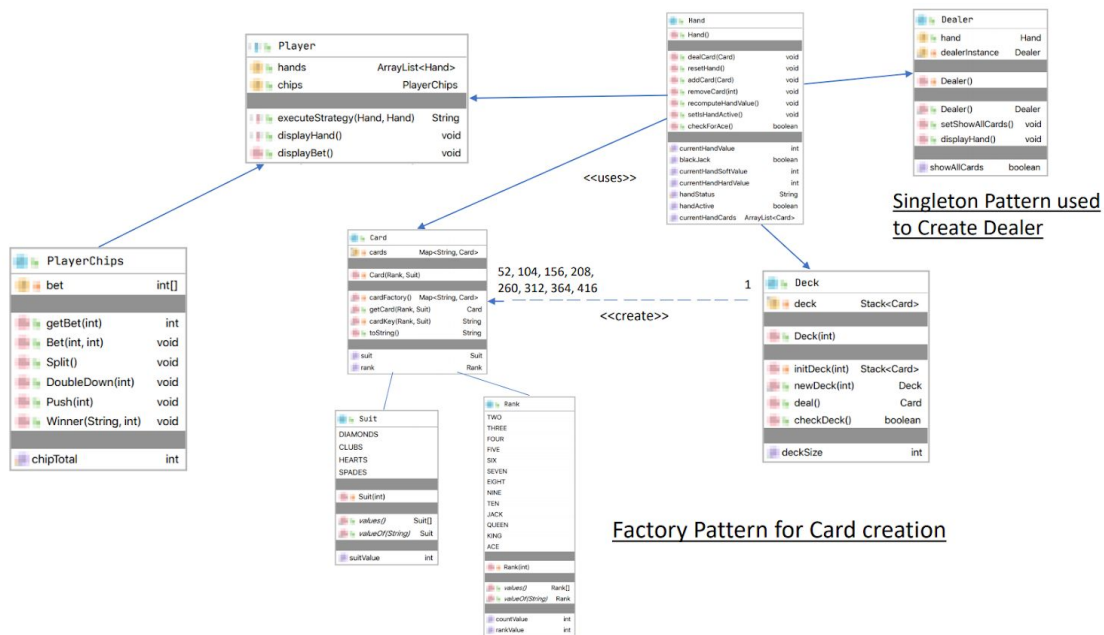 Player
hands ArrayList<Hand>
chips PlayerChips
executeStrategy(Hand, Hand) String
displayHand() void
displayBet() void
Hand
Hand()
dealCard(Card) void
resetHand() void
addCard(Card) void
removeCard(int) void
recomputeHandValue() void
setIsHandActive() void
checkForAce() boolean
currentHandValue int
blackJack boolean
currentHandSoftValue int
currentHandHardValue int
handStatus String
handActive boolean
currentHandCards ArrayList<Card>
Dealer
hand Hand
dealerInstance Dealer
Dealer()
Dealer() Dealer
setShowAllCards() void
displayHand() void
showAllCards boolean
Singleton Pattern used
to Create Dealer
<<uses>>
PlayerChips
bet int[]
getBet(int) int
Bet(int, int) void
Split() void
DoubleDown(int) void
Push(int) void
Winner(String, int) void
chipTotal int
Card
cards Map<String, Card>
Card(Rank, Suit)
cardFactory() Map<String, Card>
getCard(Rank, Suit) Card
cardKey(Rank, Suit) String
toString() String
suit Suit
rank Rank
52, 104, 156, 208,
260, 312, 364, 416
1
<<create>>
Deck
deck Stack<Card>
Deck(int)
initDeck(int) Stack<Card>
newDeck(int) Deck
deal() Card
checkDeck() boolean
deckSize int
Suit
DIAMONDS
CLUBS
HEARTS
SPADES
Suit(int)
values() Suit[]
valueOf(String) Suit
suitValue int
Rank
TWO
THREE
FOUR
FIVE
SIX
SEVEN
EIGHT
NINE
TEN
JACK
QUEEN
KING
ACE
Rank(int)
values() Rank[]
valueOf(String) Rank
countValue int
rankValue int
Factory Pattern for Card creation